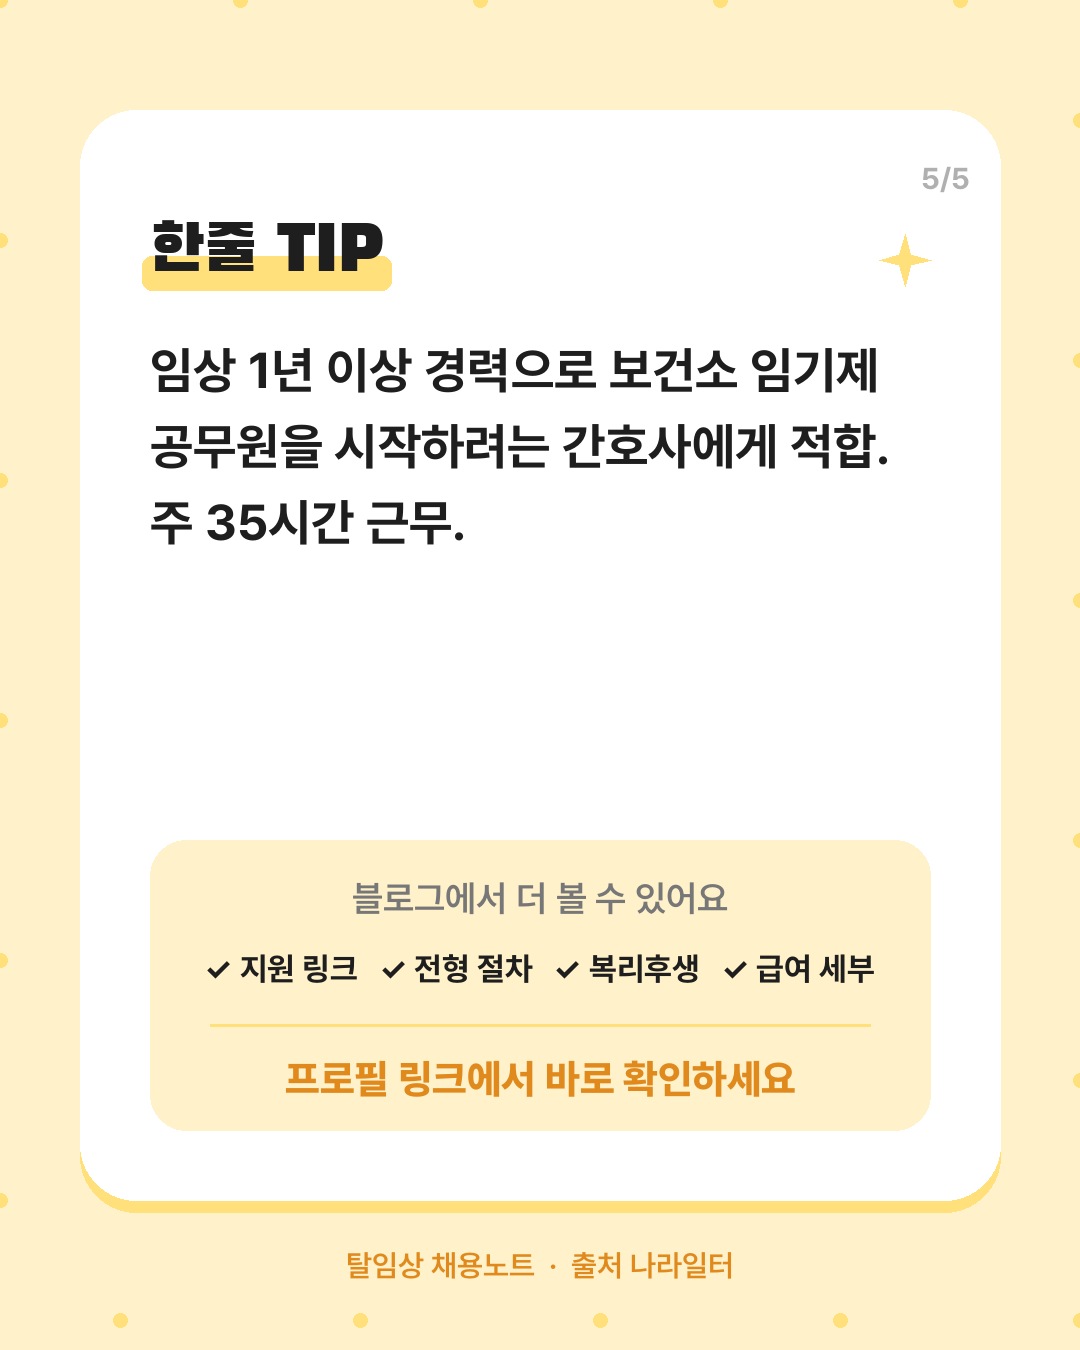 5/5
한줄 TIP
임상 1년 이상 경력으로 보건소 임기제
공무원을 시작하려는 간호사에게 적합.
주 35시간 근무.
블로그에서 더 볼 수 있어요
✓ 지원 링크 ✓ 전형 절차 ✓ 복리후생 ✓ 급여 세부
프로필 링크에서 바로 확인하세요
탈임상 채용노트 · 출처 나라일터